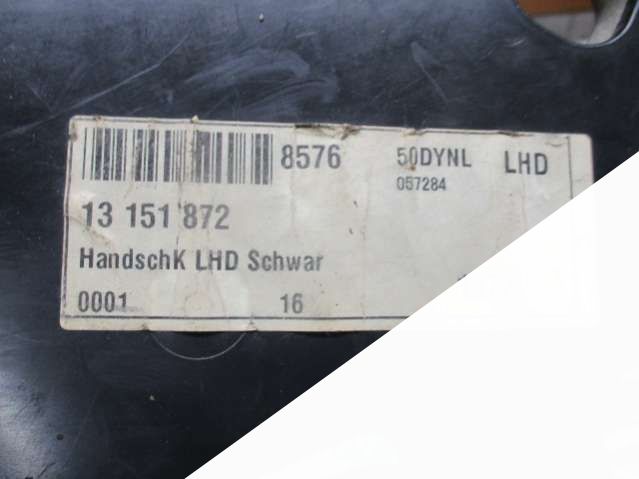 8576 50DYNL LHD
057284
13 151 872
HandschK LHD Schwar
0001 16